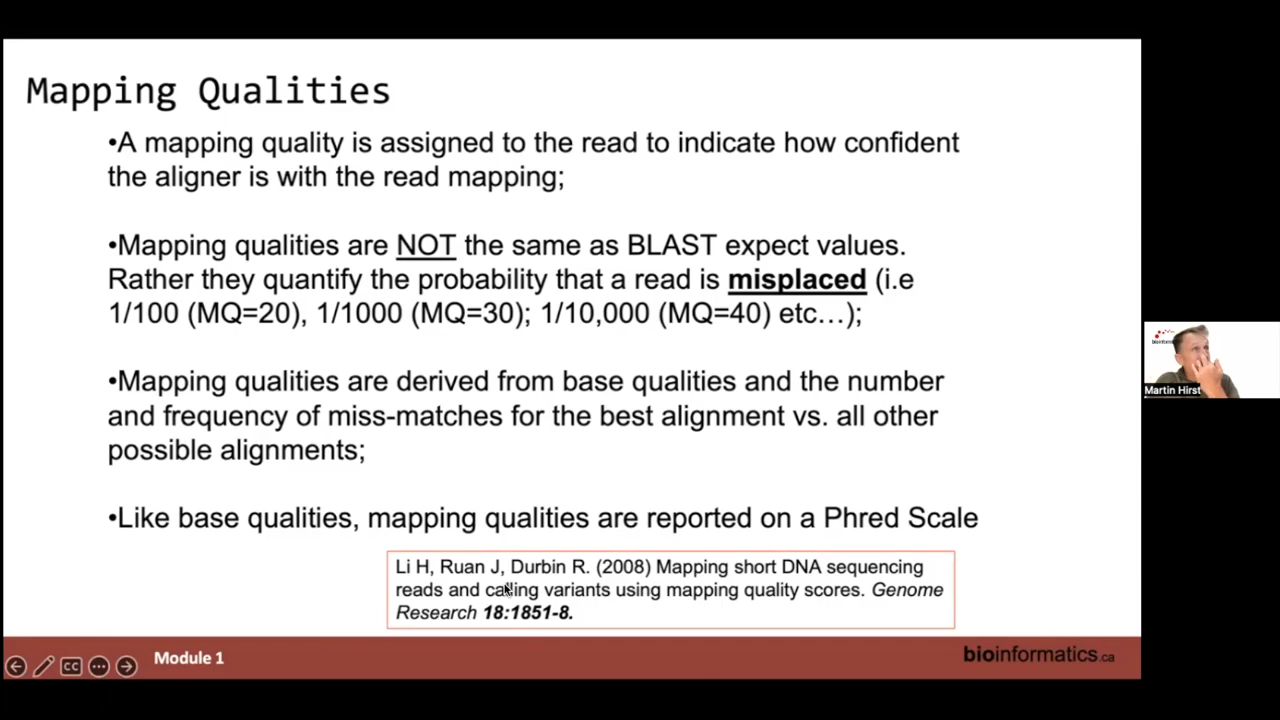 Mapping Qualities
•A mapping quality is assigned to the read to indicate how confident
the aligner is with the read mapping;
•Mapping qualities are NOT the same as BLAST expect values.
Rather they quantify the probability that a read is misplaced (i.e
1/100 (MQ=20), 1/1000 (MQ=30); 1/10,000 (MQ=40) etc…);
•Mapping qualities are derived from base qualities and the number
and frequency of miss-matches for the best alignment vs. all other
possible alignments;
•Like base qualities, mapping qualities are reported on a Phred Scale
Li H, Ruan J, Durbin R. (2008) Mapping short DNA sequencing
reads and calling variants using mapping quality scores. Genome
Research 18:1851-8.
CC
Module 1
bioinformatics.ca
Martin Hirst